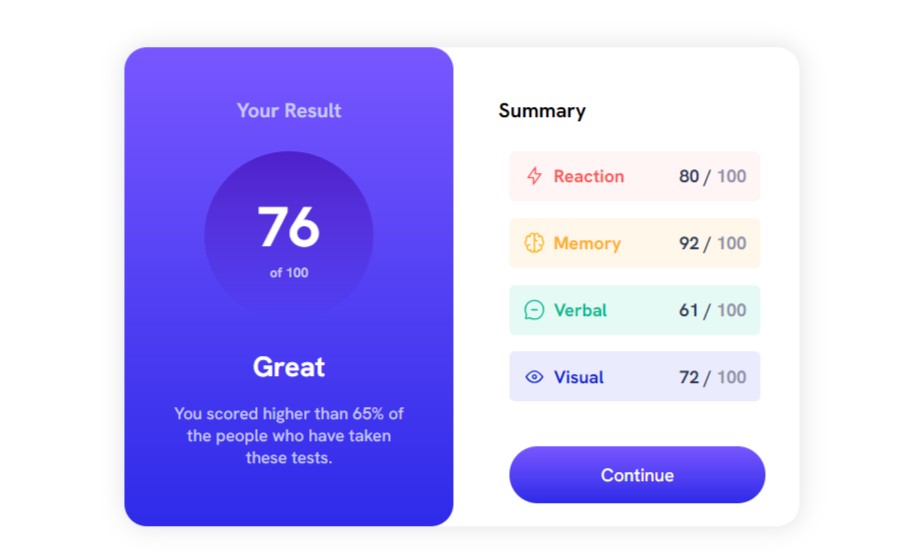 Your Result
76
of 100
Great
You scored higher than 65% of
the people who have taken
these tests.
Summary
Reaction 80 / 100
Memory 92 / 100
Verbal 61 / 100
Visual 72 / 100
Continue